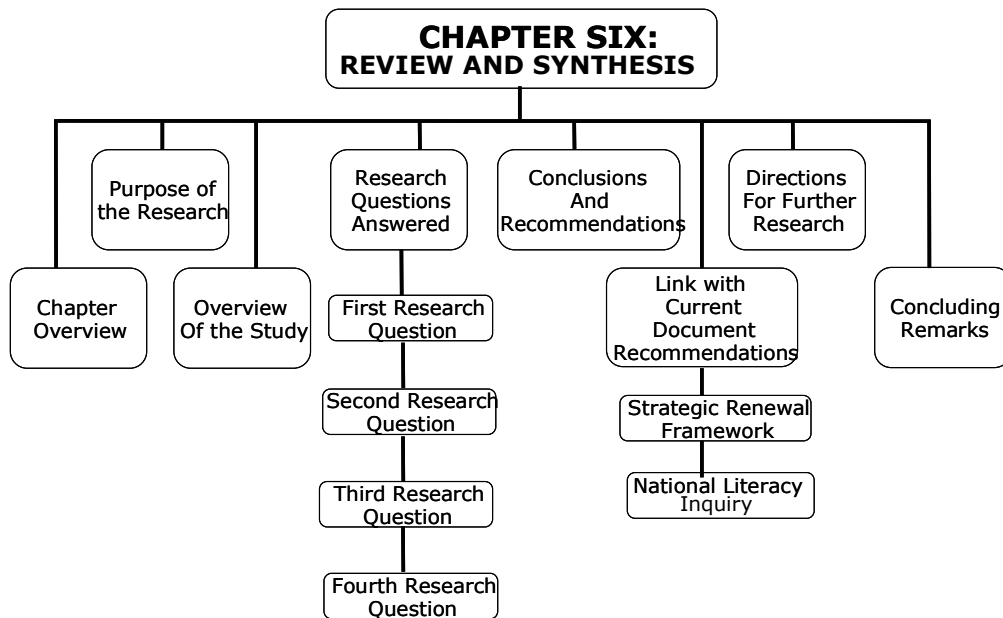 CHAPTER SIX:
REVIEW AND SYNTHESIS
Purpose of
the Research
Research
Questions
Answered
Conclusions
And
Recommendations
Directions
For Further
Research
Chapter
Overview
Overview
Of the Study
First Research
Question
Second Research
Question
Third Research
Question
Fourth Research
Question
Link with
Current
Document
Recommendations
Strategic Renewal
Framework
National Literacy
Inquiry
Concluding
Remarks